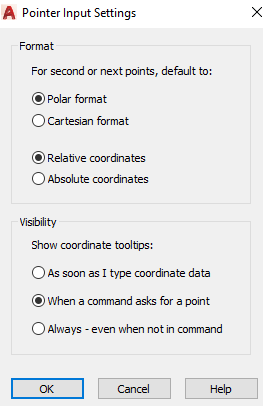 Pointer Input Settings
Format
For second or next points, default to:
Polar format
Cartesian format
Relative coordinates
Absolute coordinates
Visibility
Show coordinate tooltips:
As soon as I type coordinate data
When a command asks for a point
Always - even when not in command
OK Cancel Help